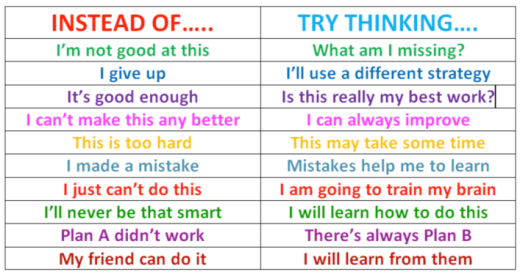 INSTEAD OF….. TRY THINKING….
I'm not good at this What am I missing?
I give up I'll use a different strategy
It's good enough Is this really my best work?
I can't make this any better I can always improve
This is too hard This may take some time
I made a mistake Mistakes help me to learn
I just can't do this I am going to train my brain
I'll never be that smart I will learn how to do this
Plan A didn't work There's always Plan B
My friend can do it I will learn from them